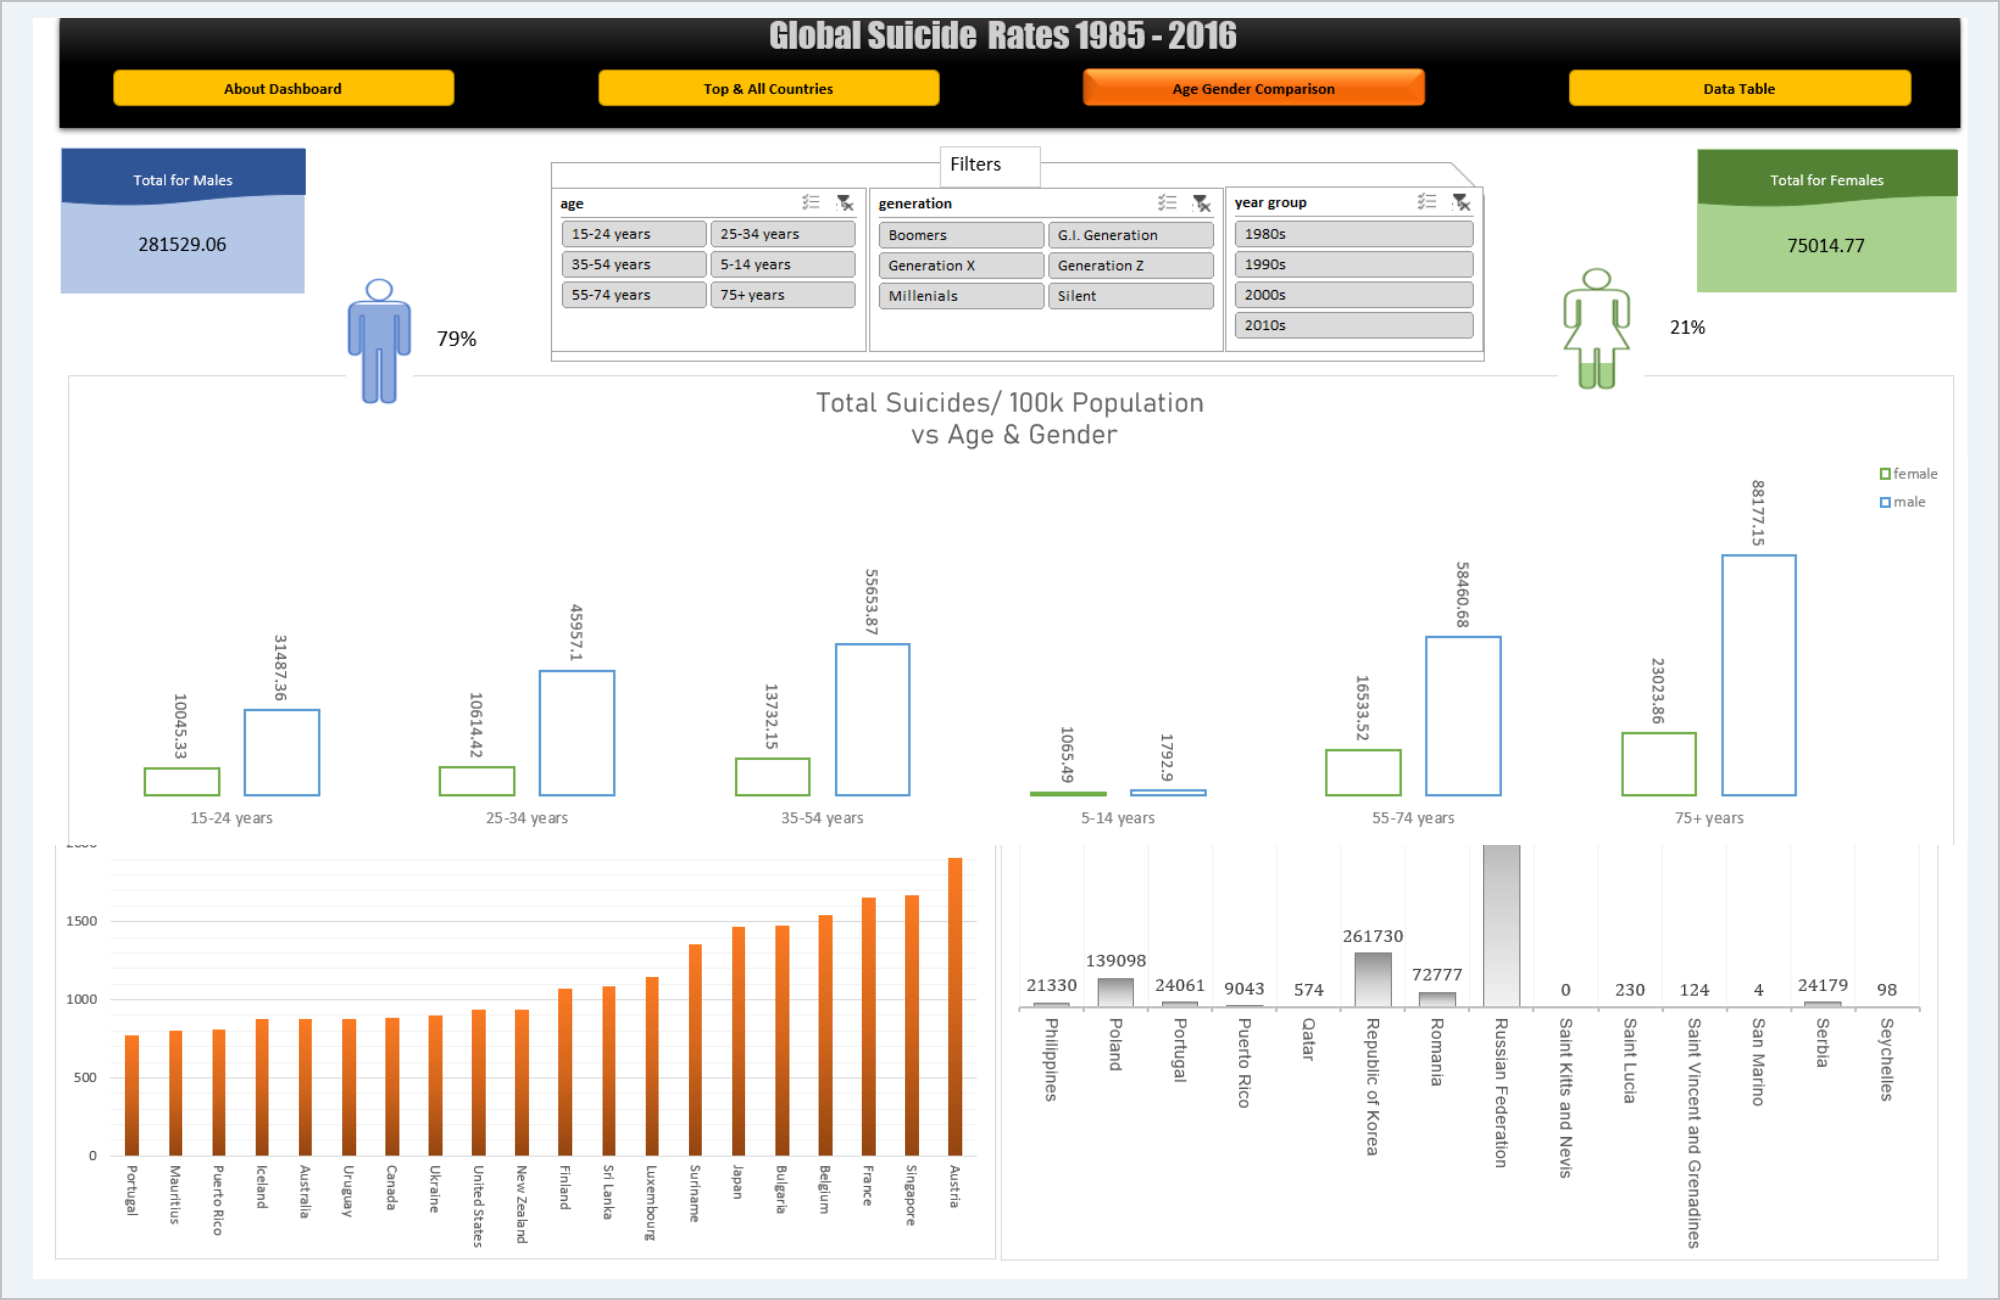 Global Suicide Rates 1985 - 2016
About Dashboard
Top & All Countries
Age Gender Comparison
Data Table
Total for Males
281529.06
79%
Filters
age
15-24 years
25-34 years
35-54 years
5-14 years
55-74 years
75+ years
generation
Boomers
G.I. Generation
Generation X
Generation Z
Millenials
Silent
year group
1980s
1990s
2000s
2010s
Total for Females
75014.77
21%
Total Suicides/ 100k Population
vs Age & Gender
female
male
10045.33
31487.36
10614.42
45957.1
13732.15
55653.87
1065.49
1792.9
16533.52
58460.68
23023.86
88177.15
15-24 years
25-34 years
35-54 years
5-14 years
55-74 years
75+ years
1500
1000
500
0
Portugal
Mauritius
Puerto Rico
Iceland
Australia
Uruguay
Canada
Ukraine
United States
New Zealand
Finland
Sri Lanka
Luxembourg
Suriname
Japan
Bulgaria
Belgium
France
Singapore
Austria
21330
139098
24061
9043
574
261730
72777
0
230
124
4
24179
98
Philippines
Poland
Portugal
Puerto Rico
Qatar
Republic of Korea
Romania
Russian Federation
Saint Kitts and Nevis
Saint Lucia
Saint Vincent and Grenadines
San Marino
Serbia
Seychelles